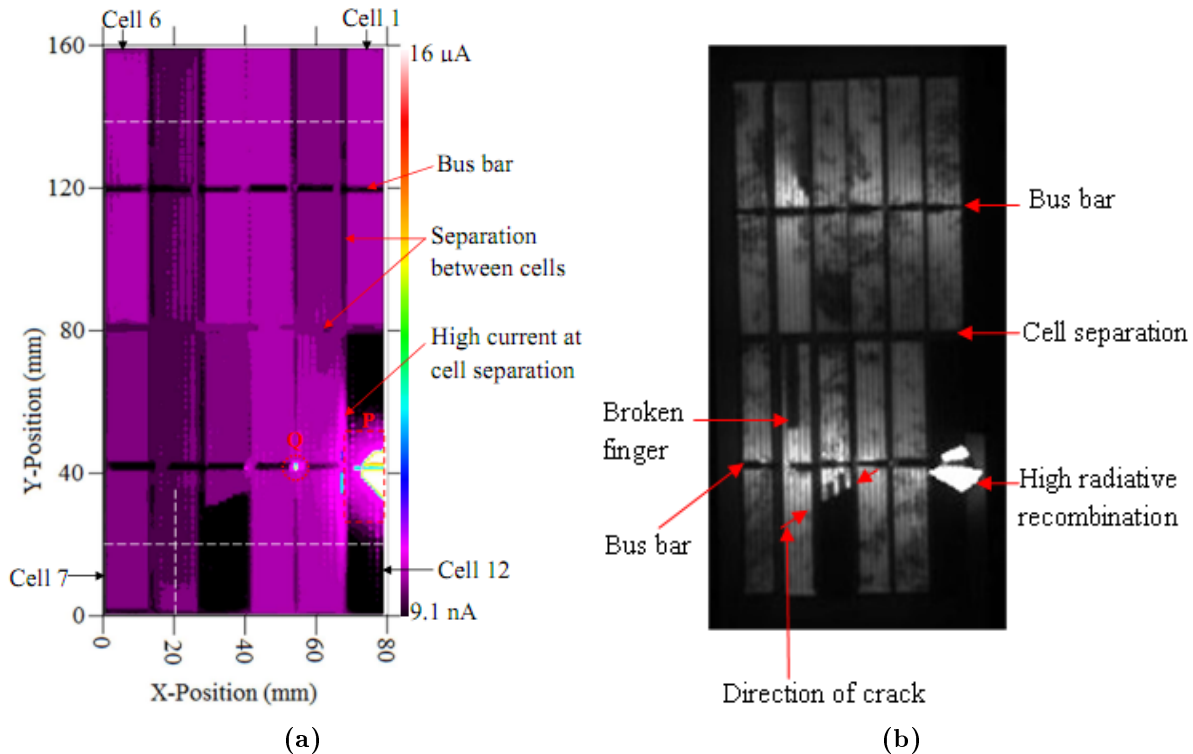 Cell 6
Cell 1
160
16 μA
120
80
40
0
Bus bar
Separation
between cells
High current at
cell separation
P
Q
Y-Position (mm)
Cell 7
Cell 12
9.1 nA
0
20
40
60
80
X-Position (mm)
(a)
Bus bar
Cell separation
Broken
finger
High radiative
recombination
Bus bar
Direction of crack
(b)